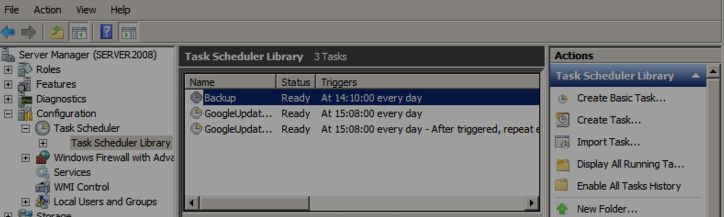 File Action View Help
Server Manager (SERVER2008)
Roles
Features
Diagnostics
Configuration
Task Scheduler
Task Scheduler Library
Windows Firewall with Adva
Services
WMI Control
Local Users and Groups
Storage
Task Scheduler Library 3 Tasks
Name Status Triggers
Backup Ready At 14:10:00 every day
GoogleUpdat... Ready At 15:08:00 every day
GoogleUpdat... Ready At 15:08:00 every day - After triggered, repeat e
Actions
Task Scheduler Library
Create Basic Task...
Create Task...
Import Task...
Display All Running Ta...
Enable All Tasks History
New Folder...